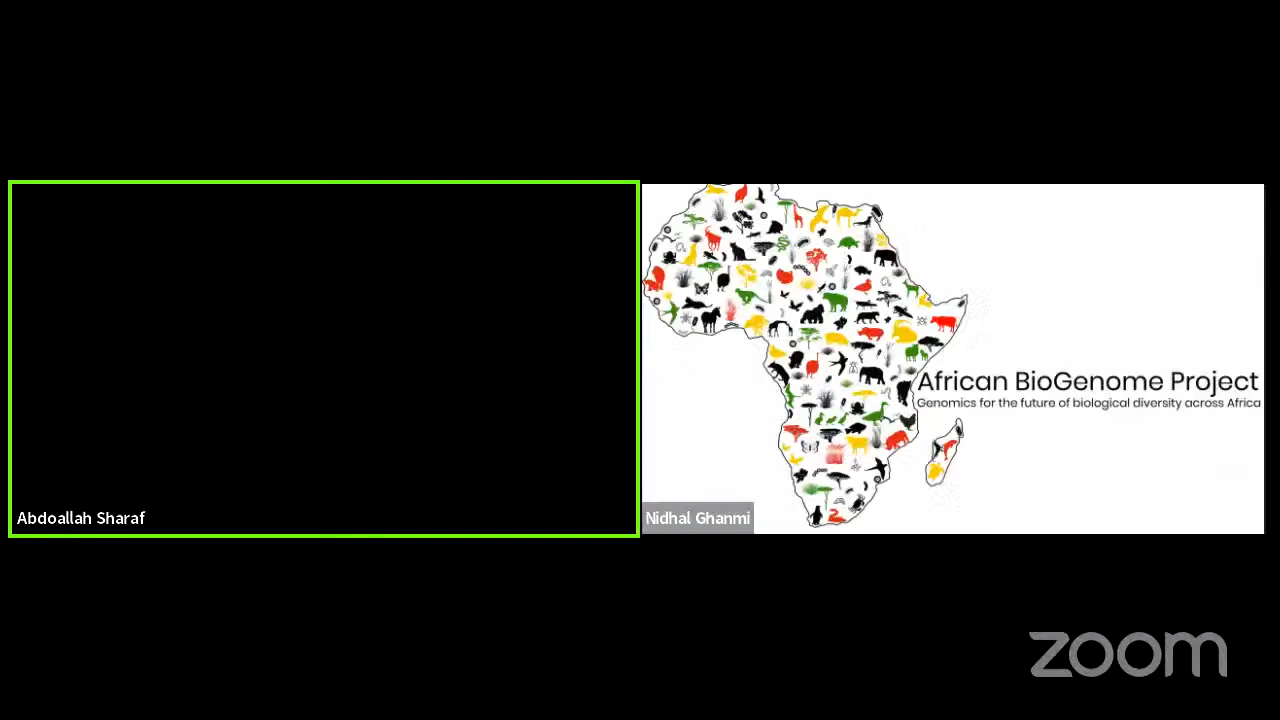 African BioGenome Project
Genomics for the future of biological diversity across Africa
Abdoallah Sharaf
Nidhal Ghanmi
zoom